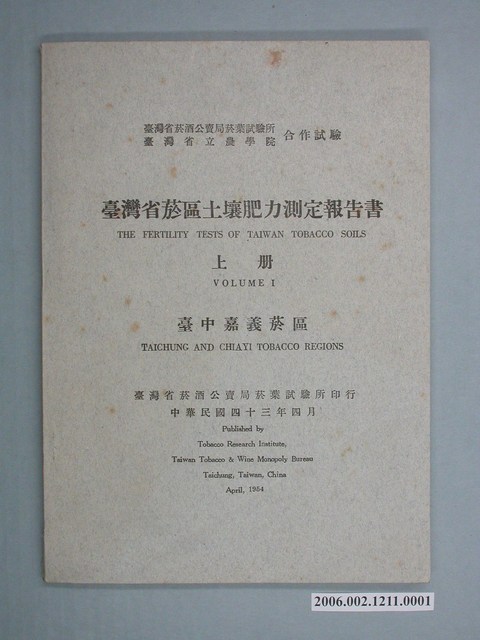 臺灣省菸酒公賣局菸葉試驗所
臺灣省立農學院
合作試驗
臺灣省菸區土壤肥力測定報告書
THE FERTILITY TESTS OF TAIWAN TOBACCO SOILS
上 册
VOLUME I
臺中嘉義菸區
TAICHUNG AND CHIAYI TOBACCO REGIONS
臺灣省菸酒公賣局菸葉試驗所印行
中華民國四十三年四月
Published by
Tobacco Research Institute,
Taiwan Tobacco & Wine Monopoly Bureau
Taichung, Taiwan, China
April, 1954
2006.002.1211.0001